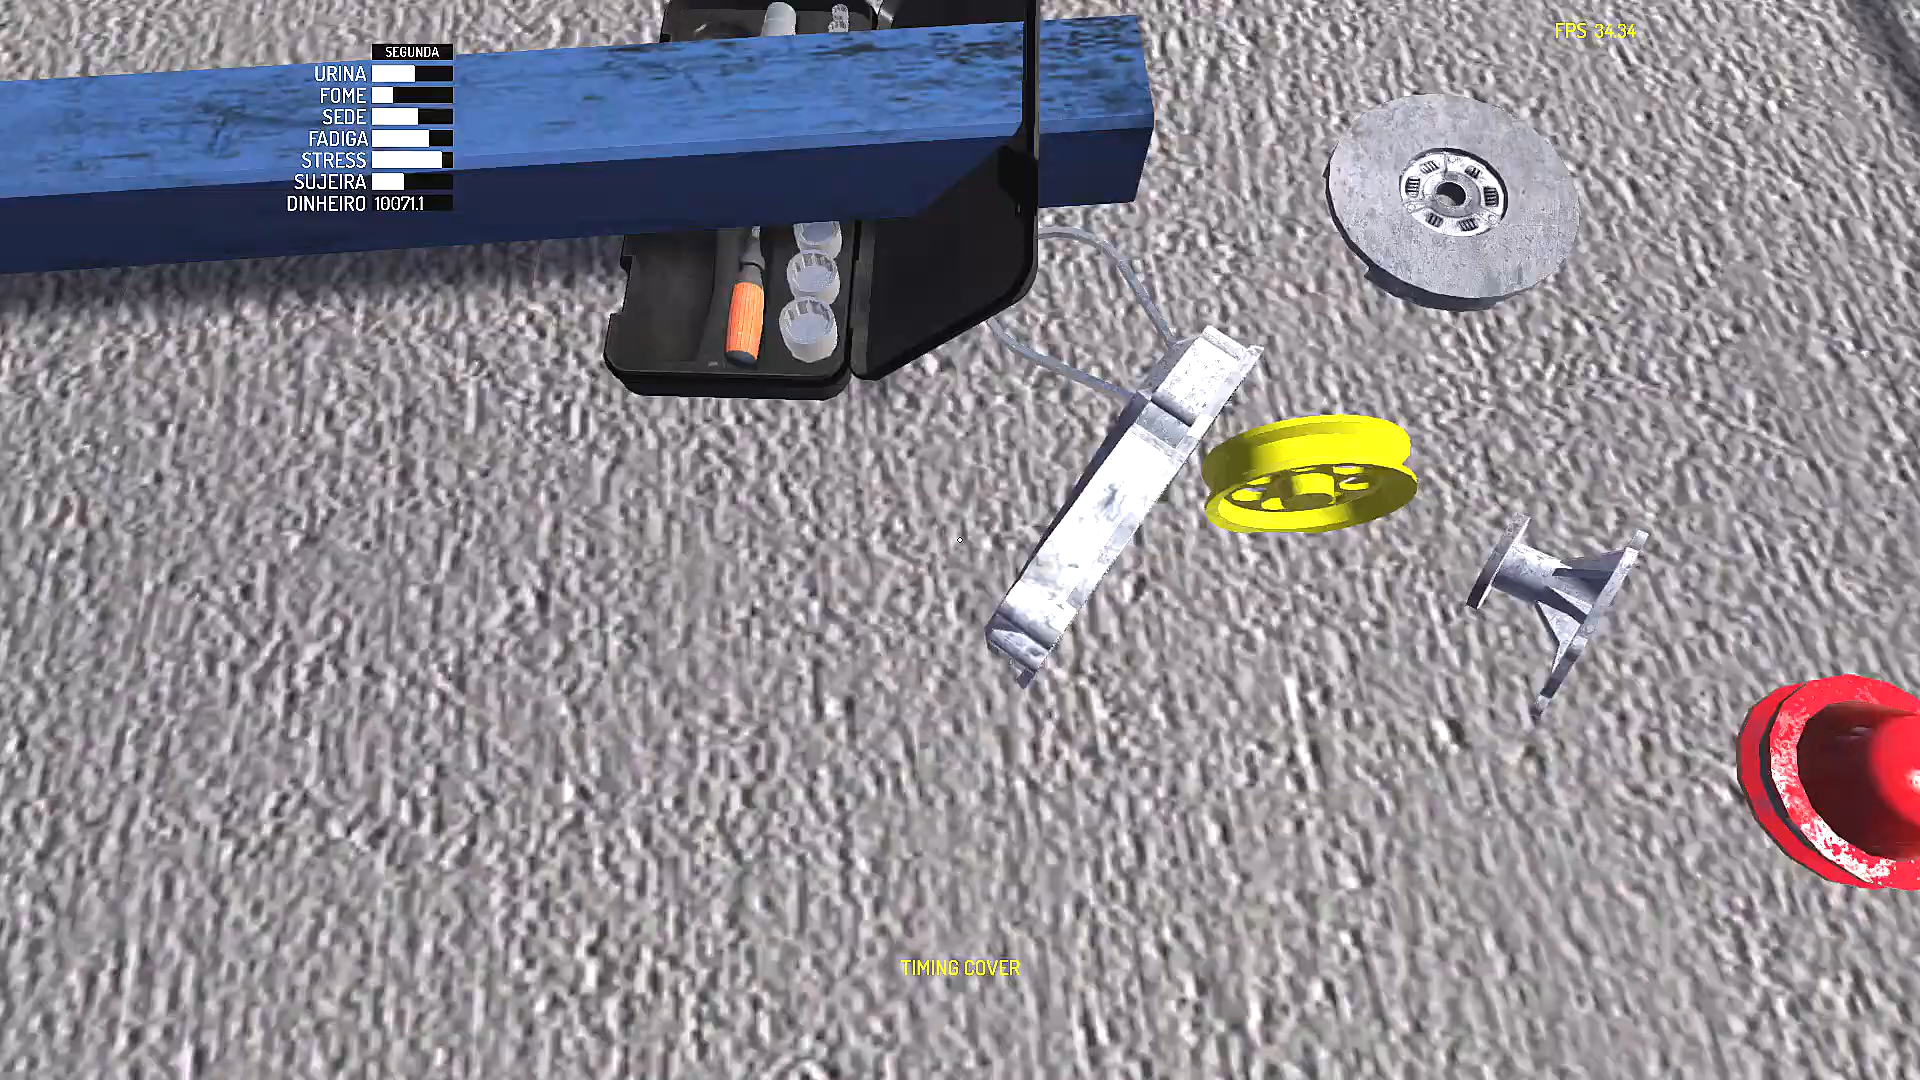 SEGUNDA
URINA
FOME
SEDE
FADIGA
STRESS
SUJEIRA
DINHEIRO 10071.1
FPS 34.34
TIMING COVER